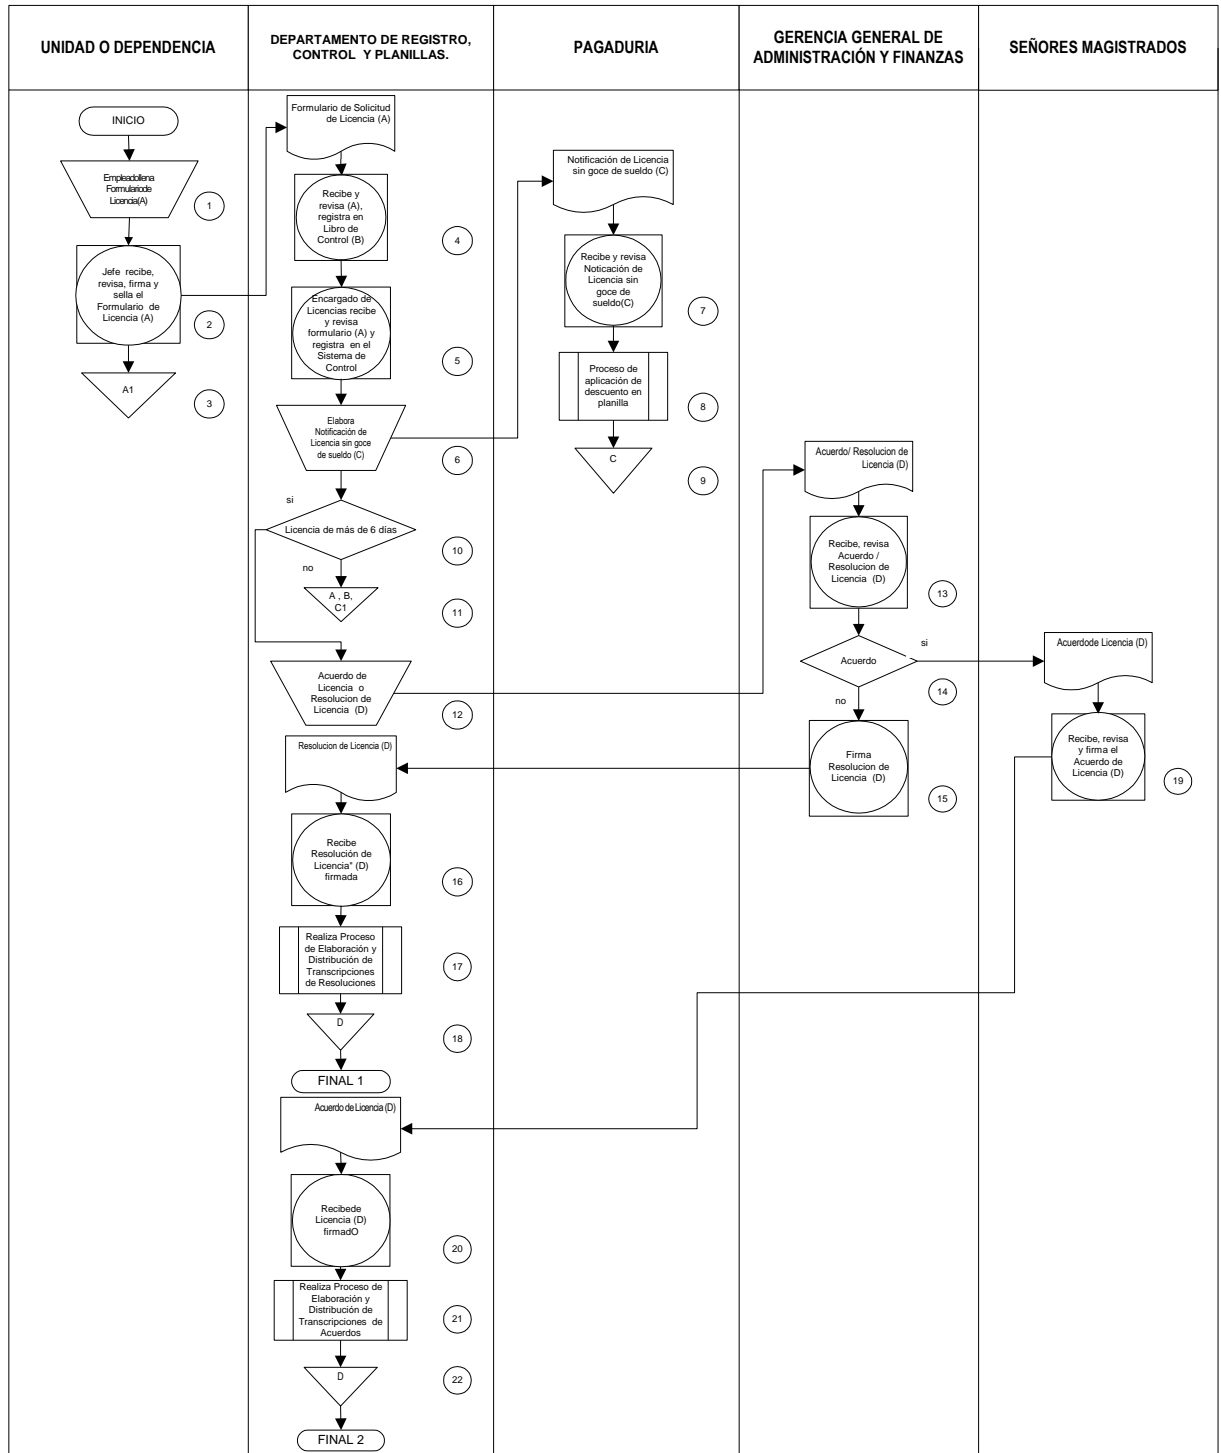 UNIDAD O DEPENDENCIA
DEPARTAMENTO DE REGISTRO,
CONTROL Y PLANILLAS.
PAGADURIA
GERENCIA GENERAL DE
ADMINISTRACIÓN Y FINANZAS
SEÑORES MAGISTRADOS
INICIO
Empleadollena
Formulariode
Licencia(A)
1
Jefe recibe,
revisa, firma y
sella el
Formulario de
Licencia (A)
2
A1
3
Formulario de Solicitud
de Licencia (A)
Recibe y
revisa (A),
registra en
Libro de
Control (B)
4
Encargado de
Licencias recibe
y revisa
formulario (A) y
registra en el
Sistema de
Control
5
Elabora
Notificación de
Licencia sin goce
de sueldo (C)
6
Notificación de Licencia
sin goce de sueldo (C)
Recibe y revisa
Noticación de
Licencia sin
goce de
sueldo(C)
7
Proceso de
aplicación de
descuento en
planilla
8
C
9
si
Licencia de más de 6 días
10
no
A , B,
C1
11
Acuerdo de
Licencia o
Resolucion de
Licencia (D)
12
Acuerdo/ Resolucion de
Licencia (D)
Recibe, revisa
Acuerdo /
Resolucion de
Licencia (D)
13
Acuerdo
si
14
no
Firma
Resolucion de
Licencia (D)
15
Acuerdode Licencia (D)
Recibe, revisa
y firma el
Acuerdo de
Licencia (D)
19
Resolucion de Licencia (D)
Recibe
Resolución de
Licencia" (D)
firmada
16
Realiza Proceso
de Elaboración y
Distribución de
Transcripciones
de Resoluciones
17
D
18
FINAL 1
Acuerdo de Licencia (D)
Recibede
Licencia (D)
firmadO
20
Realiza Proceso de
Elaboración y
Distribución de
Transcripciones de
Acuerdos
21
D
22
FINAL 2